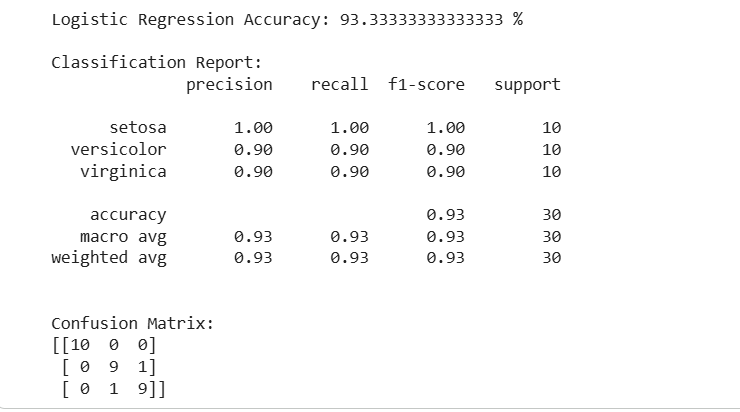 Logistic Regression Accuracy: 93.33333333333333 %
Classification Report:
precision recall f1-score support
setosa 1.00 1.00 1.00 10
versicolor 0.90 0.90 0.90 10
virginica 0.90 0.90 0.90 10
accuracy 0.93 30
macro avg 0.93 0.93 0.93 30
weighted avg 0.93 0.93 0.93 30
Confusion Matrix:
[[10 0 0]
[ 0 9 1]
[ 0 1 9]]